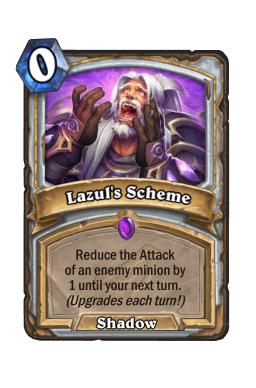 0
Lazul's Scheme
Reduce the Attack
of an enemy minion by
1 until your next turn.
(Upgrades each turn!)
Shadow